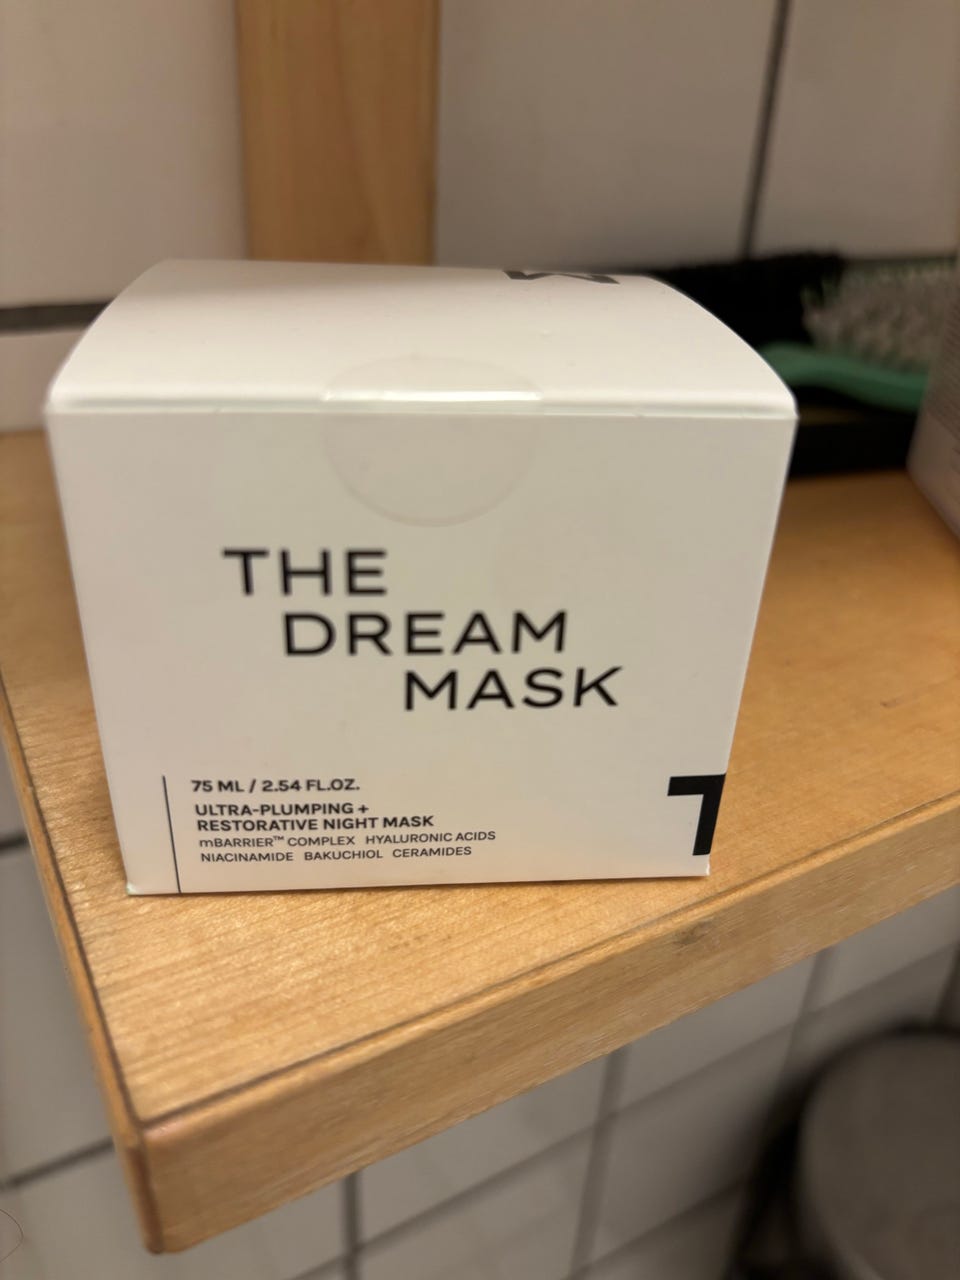 THE
DREAM
MASK
75 ML / 2.54 FL.OZ.
ULTRA-PLUMPING +
RESTORATIVE NIGHT MASK
mBARRIER™ COMPLEX HYALURONIC ACIDS
NIACINAMIDE BAKUCHIOL CERAMIDES